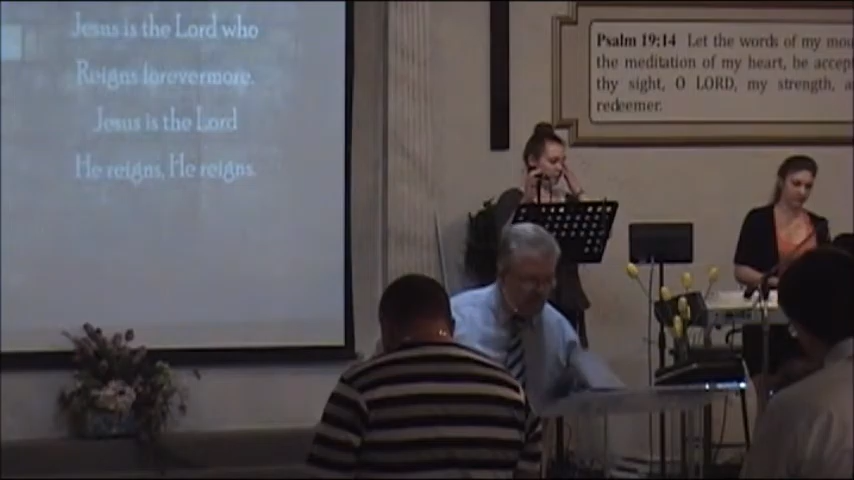 Jesus is the Lord who
Reigns forevermore.
Jesus is the Lord
He reigns, He reigns.
Psalm 19:14 Let the words of my mou
the meditation of my heart, be accep
thy sight, O LORD, my strength, a
redeemer.